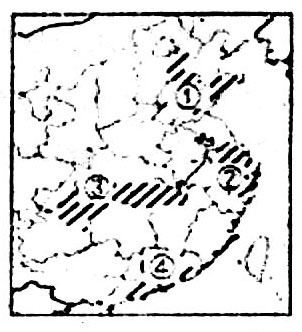 ①
②
③
④